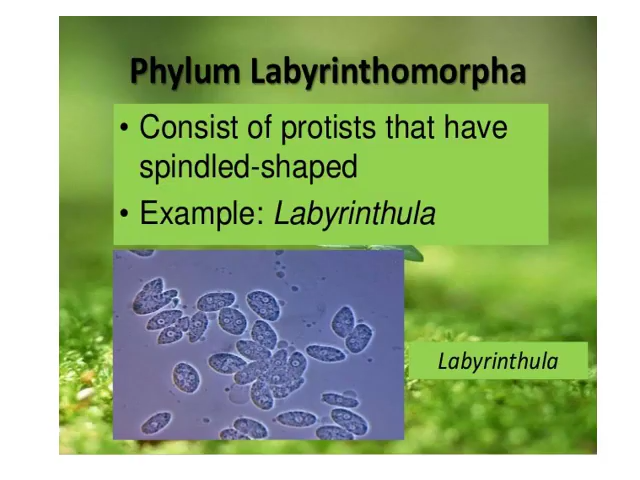 Phylum Labyrinthomorpha
• Consist of protists that have
spindled-shaped
• Example: Labyrinthula
Labyrinthula